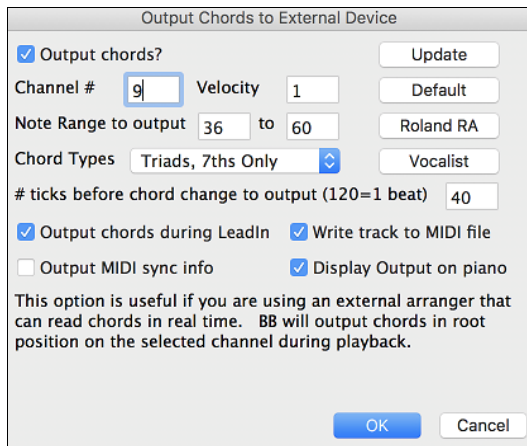 Output Chords to External Device
Output chords? Update
Channel # 9 Velocity 1 Default
Note Range to output 36 to 60 Roland RA
Chord Types Triads, 7ths Only Vocalist
# ticks before chord change to output (120=1 beat) 40
Output chords during LeadIn Write track to MIDI file
Output MIDI sync info Display Output on piano
This option is useful if you are using an external arranger that
can read chords in real time. BB will output chords in root
position on the selected channel during playback.
OK Cancel